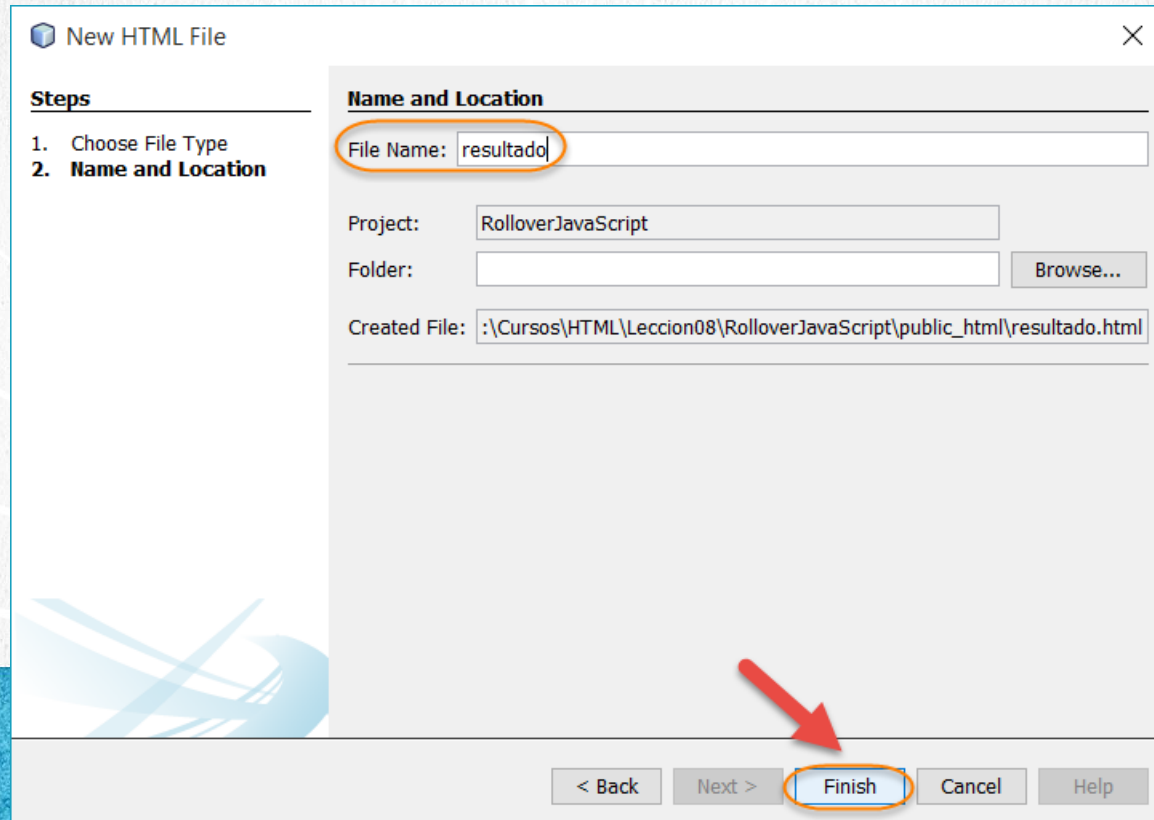 New HTML File
Steps
1. Choose File Type
2. Name and Location
Name and Location
File Name: resultado
Project: RolloverJavaScript
Folder:
Browse...
Created File: :\Cursos\HTML\Leccion08\RolloverJavaScript\public_html\resultado.html
< Back Next > Finish Cancel Help